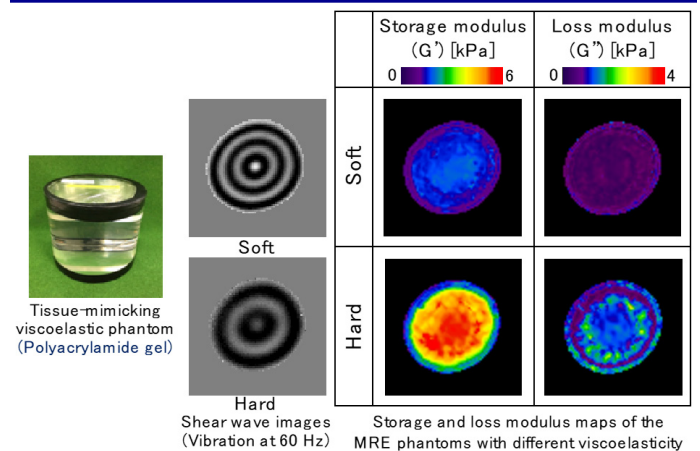 Storage modulus
(G') [kPa]
0
6
Loss modulus
(G") [kPa]
0
4
Soft
Soft
Tissue-mimicking
viscoelastic phantom
(Polyacrylamide gel)
Hard
Hard
Shear wave images
(Vibration at 60 Hz)
Storage and loss modulus maps of the
MRE phantoms with different viscoelasticity